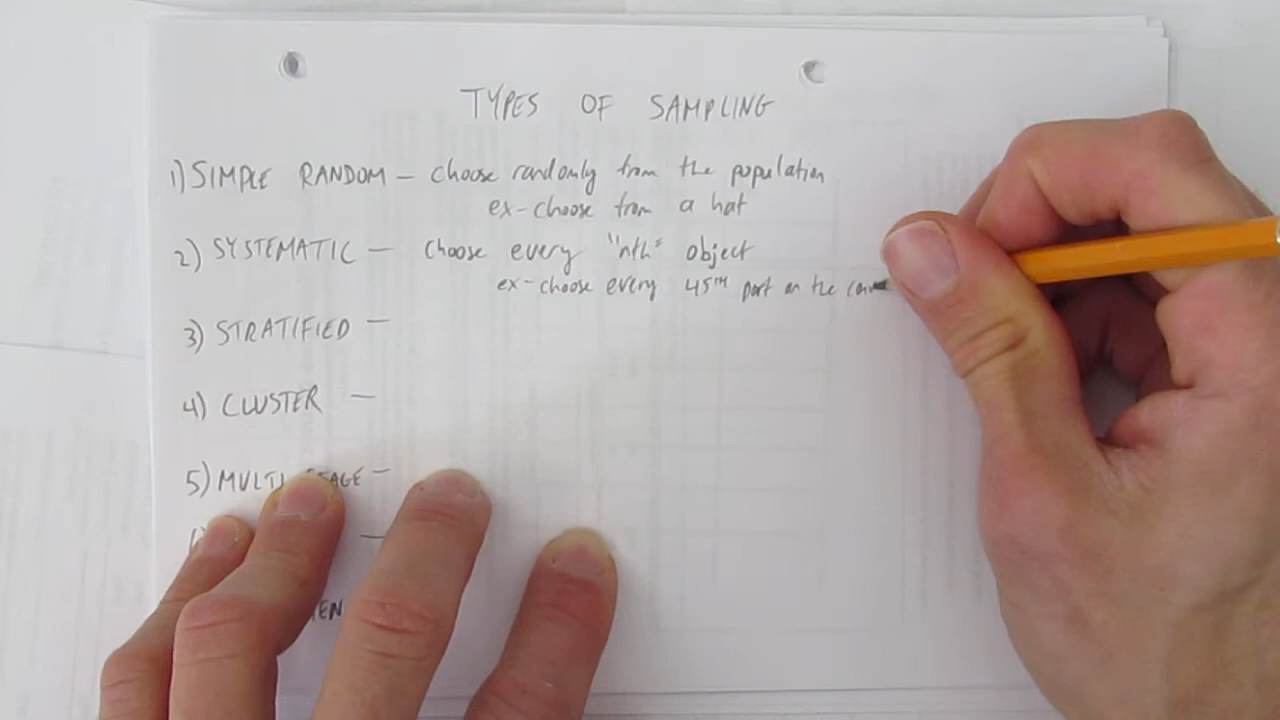 TYPES OF SAMPLING
1) SIMPLE RANDOM – choose randomly from the population
ex-choose from a hat
2) SYSTEMATIC – choose every "nth" object
ex-choose every 45TH part on the
3) STRATIFIED –
4) CLUSTER –
5) –
–